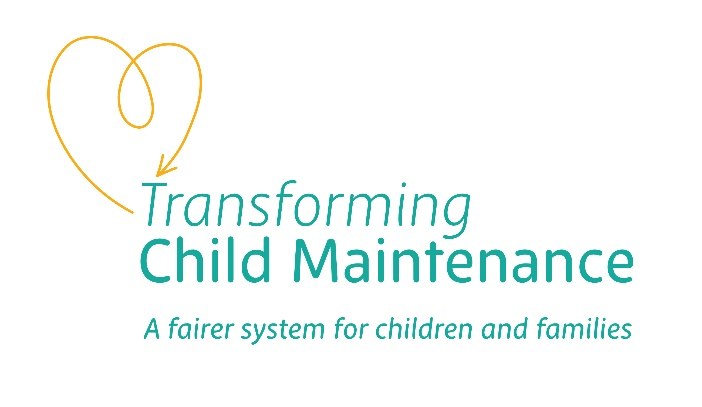 Transforming
Child Maintenance
A fairer system for children and families